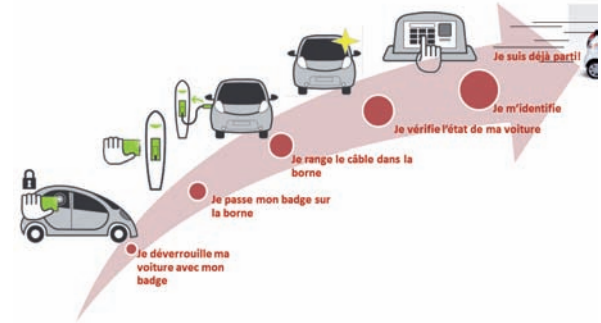 Je suis déjà parti!
Je m'identifie
Je vérifie l'état de ma voiture
Je range le câble dans la
borne
Je passe mon badge sur
la borne
Je déverrouille ma
voiture avec mon
badge